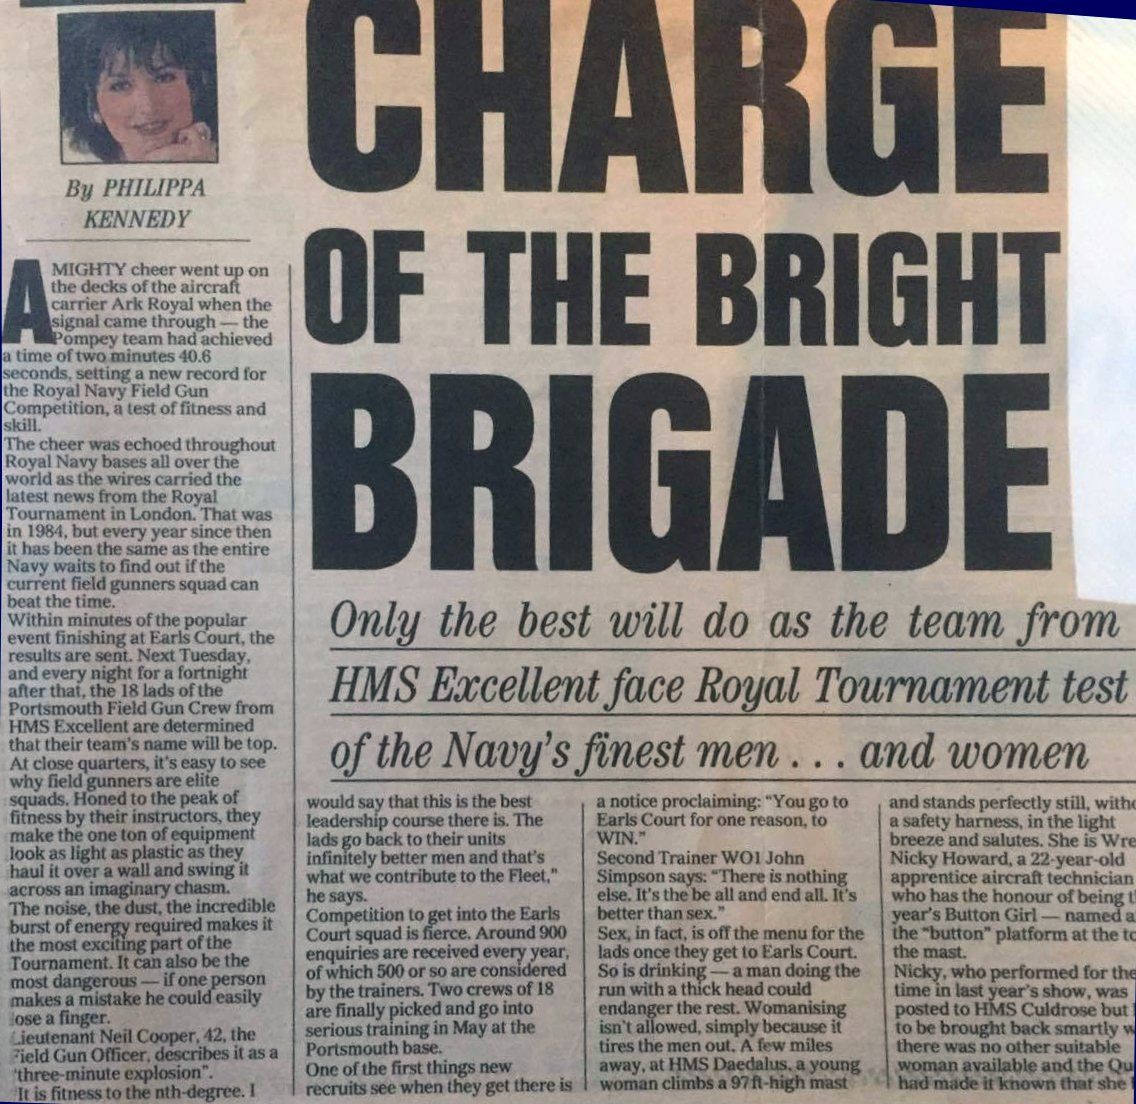 CHARGE
OF THE BRIGHT
BRIGADE
By PHILIPPA
KENNEDY
Only the best will do as the team from
HMS Excellent face Royal Tournament test
of the Navy's finest men . . . and women
A MIGHTY cheer went up on
the decks of the aircraft
carrier Ark Royal when the
signal came through — the
Pompey team had achieved
a time of two minutes 40.6
seconds, setting a new record for
the Royal Navy Field Gun
Competition, a test of fitness and
skill.
The cheer was echoed throughout
Royal Navy bases all over the
world as the wires carried the
latest news from the Royal
Tournament in London. That was
in 1984, but every year since then
it has been the same as the entire
Navy waits to find out if the
current field gunners squad can
beat the time.
Within minutes of the popular
event finishing at Earls Court, the
results are sent. Next Tuesday,
and every night for a fortnight
after that, the 18 lads of the
Portsmouth Field Gun Crew from
HMS Excellent are determined
that their team's name will be top.
At close quarters, it's easy to see
why field gunners are elite
squads. Honed to the peak of
fitness by their instructors, they
make the one ton of equipment
look as light as plastic as they
haul it over a wall and swing it
across an imaginary chasm.
The noise, the dust, the incredible
burst of energy required makes it
the most exciting part of the
Tournament. It can also be the
most dangerous — if one person
makes a mistake he could easily
lose a finger.
Lieutenant Neil Cooper, 42, the
Field Gun Officer, describes it as a
"three-minute explosion".
"It is fitness to the nth-degree. I
would say that this is the best
leadership course there is. The
lads go back to their units
infinitely better men and that's
what we contribute to the Fleet,"
he says.
Competition to get into the Earls
Court squad is fierce. Around 900
enquiries are received every year,
of which 500 or so are considered
by the trainers. Two crews of 18
are finally picked and go into
serious training in May at the
Portsmouth base.
One of the first things new
recruits see when they get there is
a notice proclaiming: "You go to
Earls Court for one reason, to
WIN."
Second Trainer WO1 John
Simpson says: "There is nothing
else. It's the be all and end all. It's
better than sex."
Sex, in fact, is off the menu for the
lads once they get to Earls Court.
So is drinking — a man doing the
run with a thick head could
endanger the rest. Womanising
isn't allowed, simply because it
tires the men out. A few miles
away, at HMS Daedalus, a young
woman climbs a 97ft-high mast
and stands perfectly still,
a safety harness, in the light
breeze and salutes. She is
Nicky Howard, a 22-year-old
apprentice aircraft technician
who has the honour of being
year's Button Girl — named
the "button" platform at the
the mast.
Nicky, who performed for the
time in last year's show, was
posted to HMS Culdrose but
to be brought back smartly
there was no other suitable
woman available and the
had made it known that she